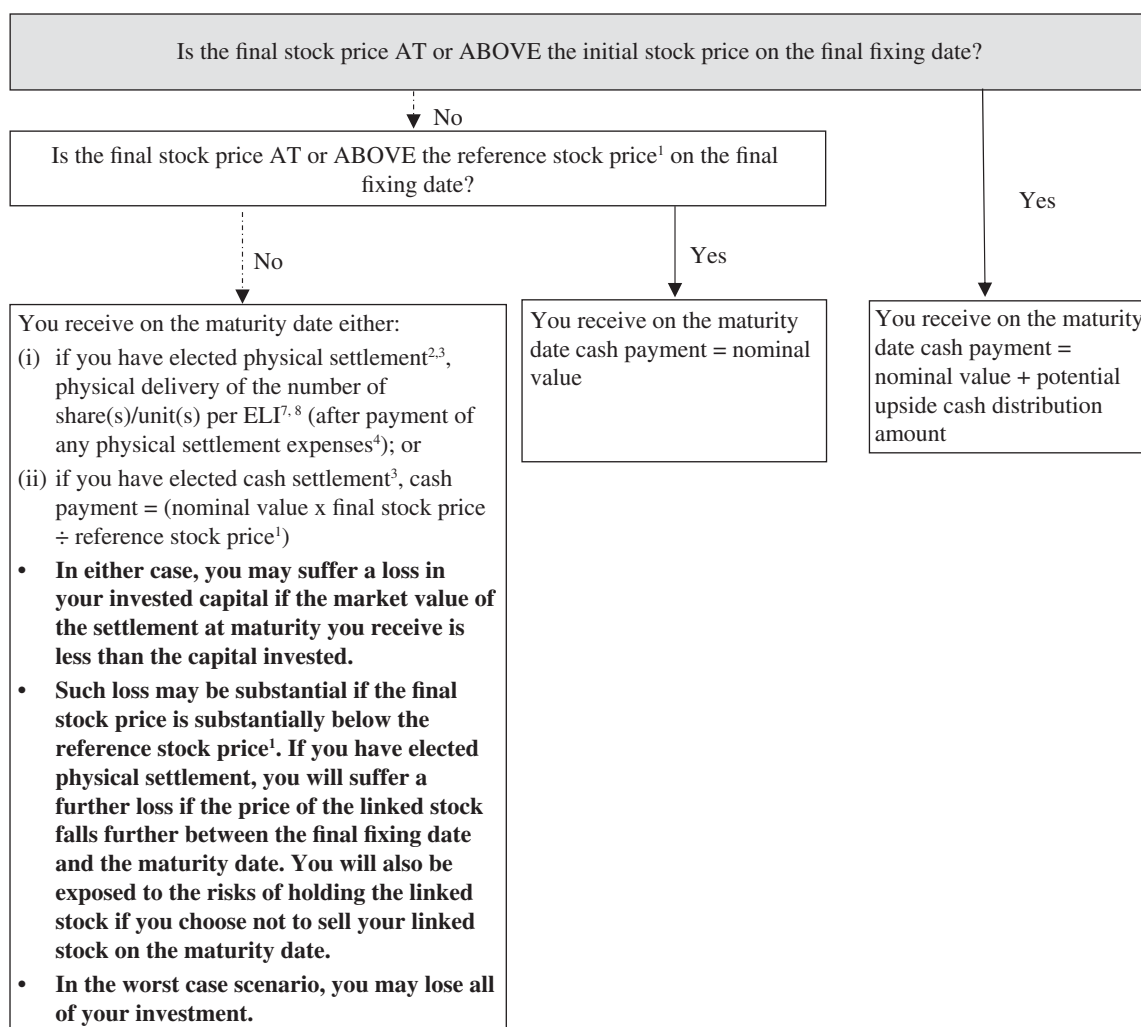 Is the final stock price AT or ABOVE the initial stock price on the final fixing date?
No
Is the final stock price AT or ABOVE the reference stock price¹ on the final
fixing date?
Yes
No
Yes
You receive on the maturity date either:
(i) if you have elected physical settlement²,³,
physical delivery of the number of
share(s)/unit(s) per ELI⁷, ⁸ (after payment of
any physical settlement expenses⁴); or
(ii) if you have elected cash settlement³, cash
payment = (nominal value x final stock price
÷ reference stock price¹)
• In either case, you may suffer a loss in
your invested capital if the market value of
the settlement at maturity you receive is
less than the capital invested.
• Such loss may be substantial if the final
stock price is substantially below the
reference stock price¹. If you have elected
physical settlement, you will suffer a
further loss if the price of the linked stock
falls further between the final fixing date
and the maturity date. You will also be
exposed to the risks of holding the linked
stock if you choose not to sell your linked
stock on the maturity date.
• In the worst case scenario, you may lose all
of your investment.
You receive on the maturity
date cash payment = nominal
value
You receive on the maturity
date cash payment =
nominal value + potential
upside cash distribution
amount